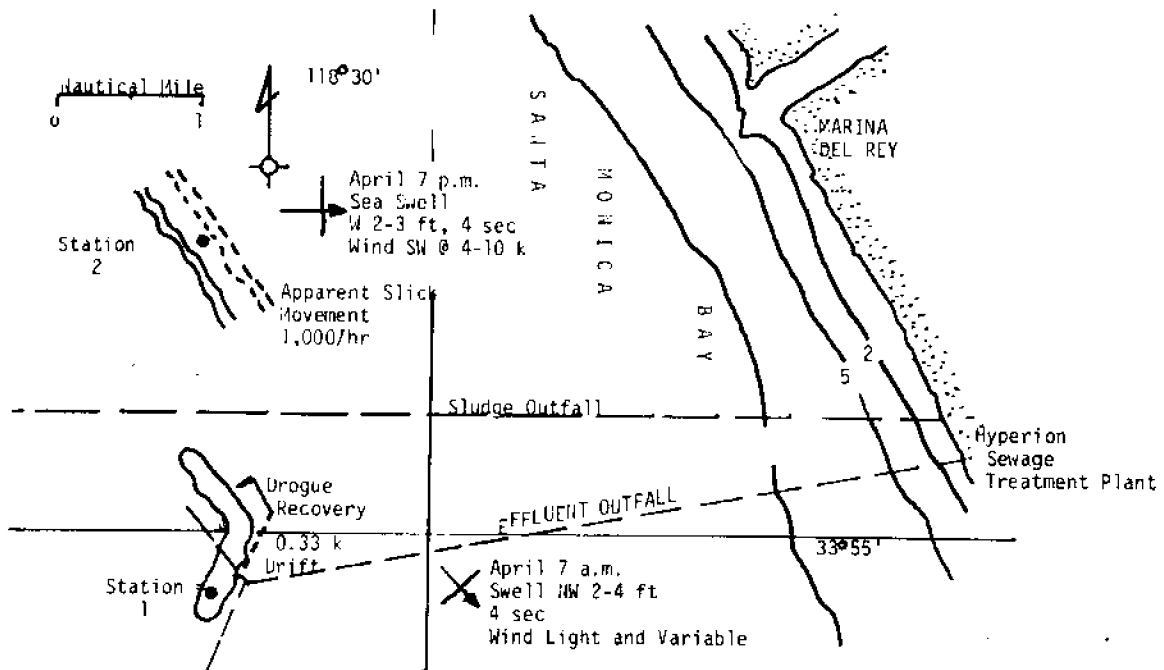 118° 30'
Nautical Mile
0 1
SANTA
MONICA
BAY
MARINA
DEL REY
April 7 p.m.
Sea Swell
W 2-3 ft, 4 sec
Wind SW @ 4-10 k
Station
2
Apparent Slick
Movement
1,000/hr
2
5
Sludge Outfall
Hyperion
Sewage
Treatment Plant
Drogue
Recovery
EFFLUENT OUTFALL
0.33 k
Drift
33°55'
Station
1
April 7 a.m.
Swell NW 2-4 ft
4 sec
Wind Light and Variable